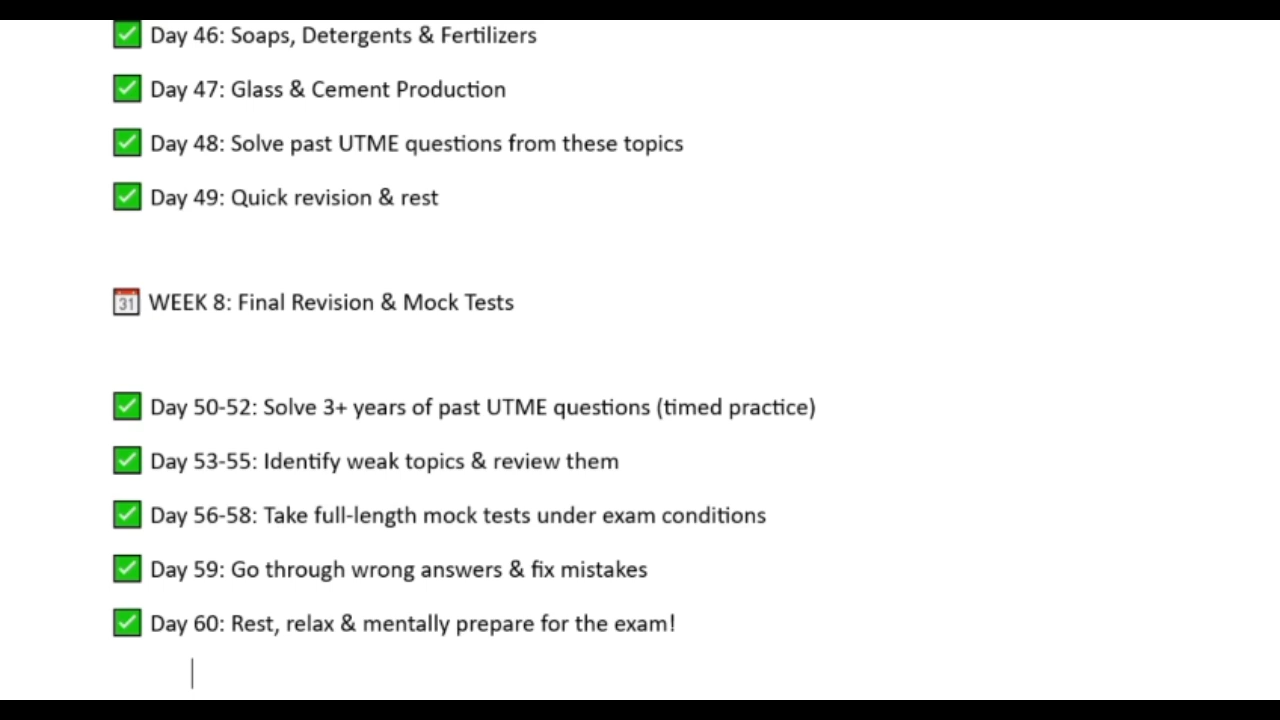 ✅ Day 46: Soaps, Detergents & Fertilizers
✅ Day 47: Glass & Cement Production
✅ Day 48: Solve past UTME questions from these topics
✅ Day 49: Quick revision & rest
📅 WEEK 8: Final Revision & Mock Tests
✅ Day 50-52: Solve 3+ years of past UTME questions (timed practice)
✅ Day 53-55: Identify weak topics & review them
✅ Day 56-58: Take full-length mock tests under exam conditions
✅ Day 59: Go through wrong answers & fix mistakes
✅ Day 60: Rest, relax & mentally prepare for the exam!